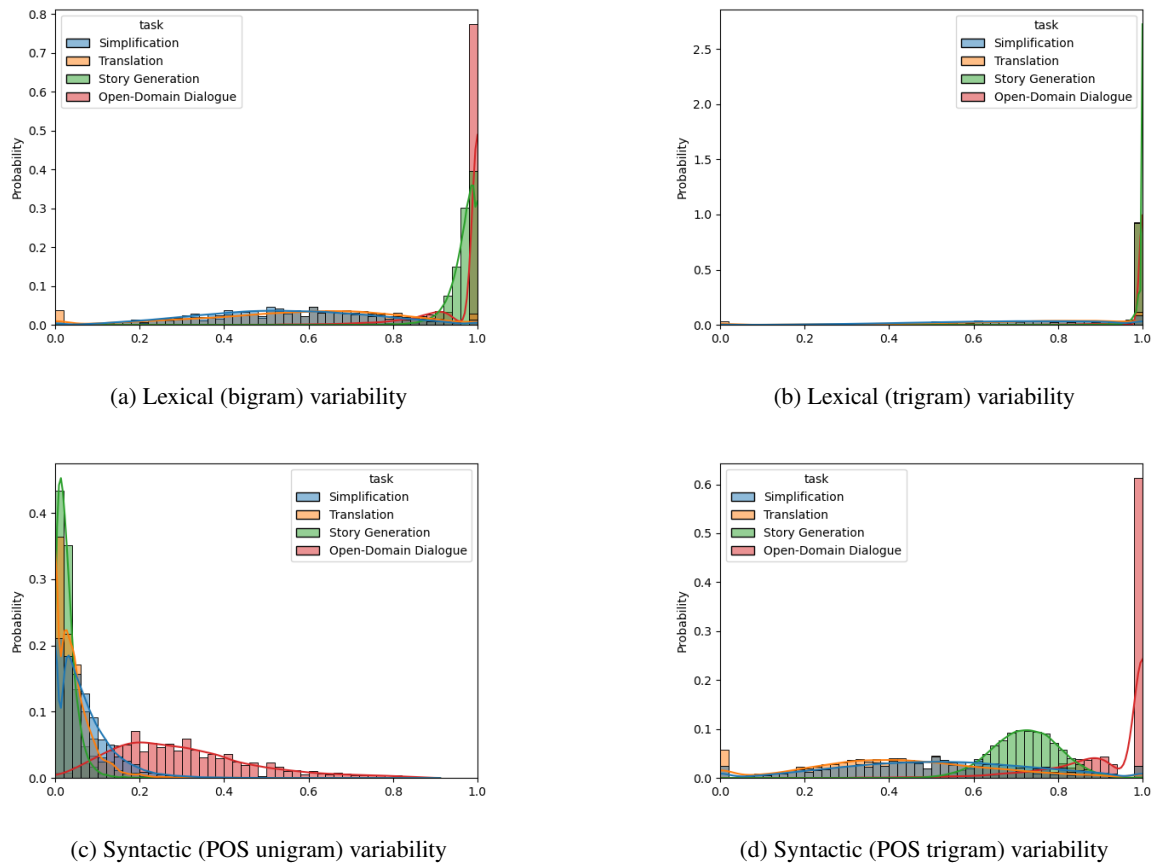 0.8
0.7
0.6
0.5
0.4
0.3
0.2
0.1
0.0
Probability
task
Simplification
Translation
Story Generation
Open-Domain Dialogue
0.0 0.2 0.4 0.6 0.8 1.0
(a) Lexical (bigram) variability
2.5
2.0
1.5
1.0
0.5
0.0
Probability
task
Simplification
Translation
Story Generation
Open-Domain Dialogue
0.0 0.2 0.4 0.6 0.8 1.0
(b) Lexical (trigram) variability
0.4
0.3
0.2
0.1
0.0
Probability
task
Simplification
Translation
Story Generation
Open-Domain Dialogue
0.0 0.2 0.4 0.6 0.8 1.0
(c) Syntactic (POS unigram) variability
0.6
0.5
0.4
0.3
0.2
0.1
0.0
Probability
task
Simplification
Translation
Story Generation
Open-Domain Dialogue
0.0 0.2 0.4 0.6 0.8 1.0
(d) Syntactic (POS trigram) variability